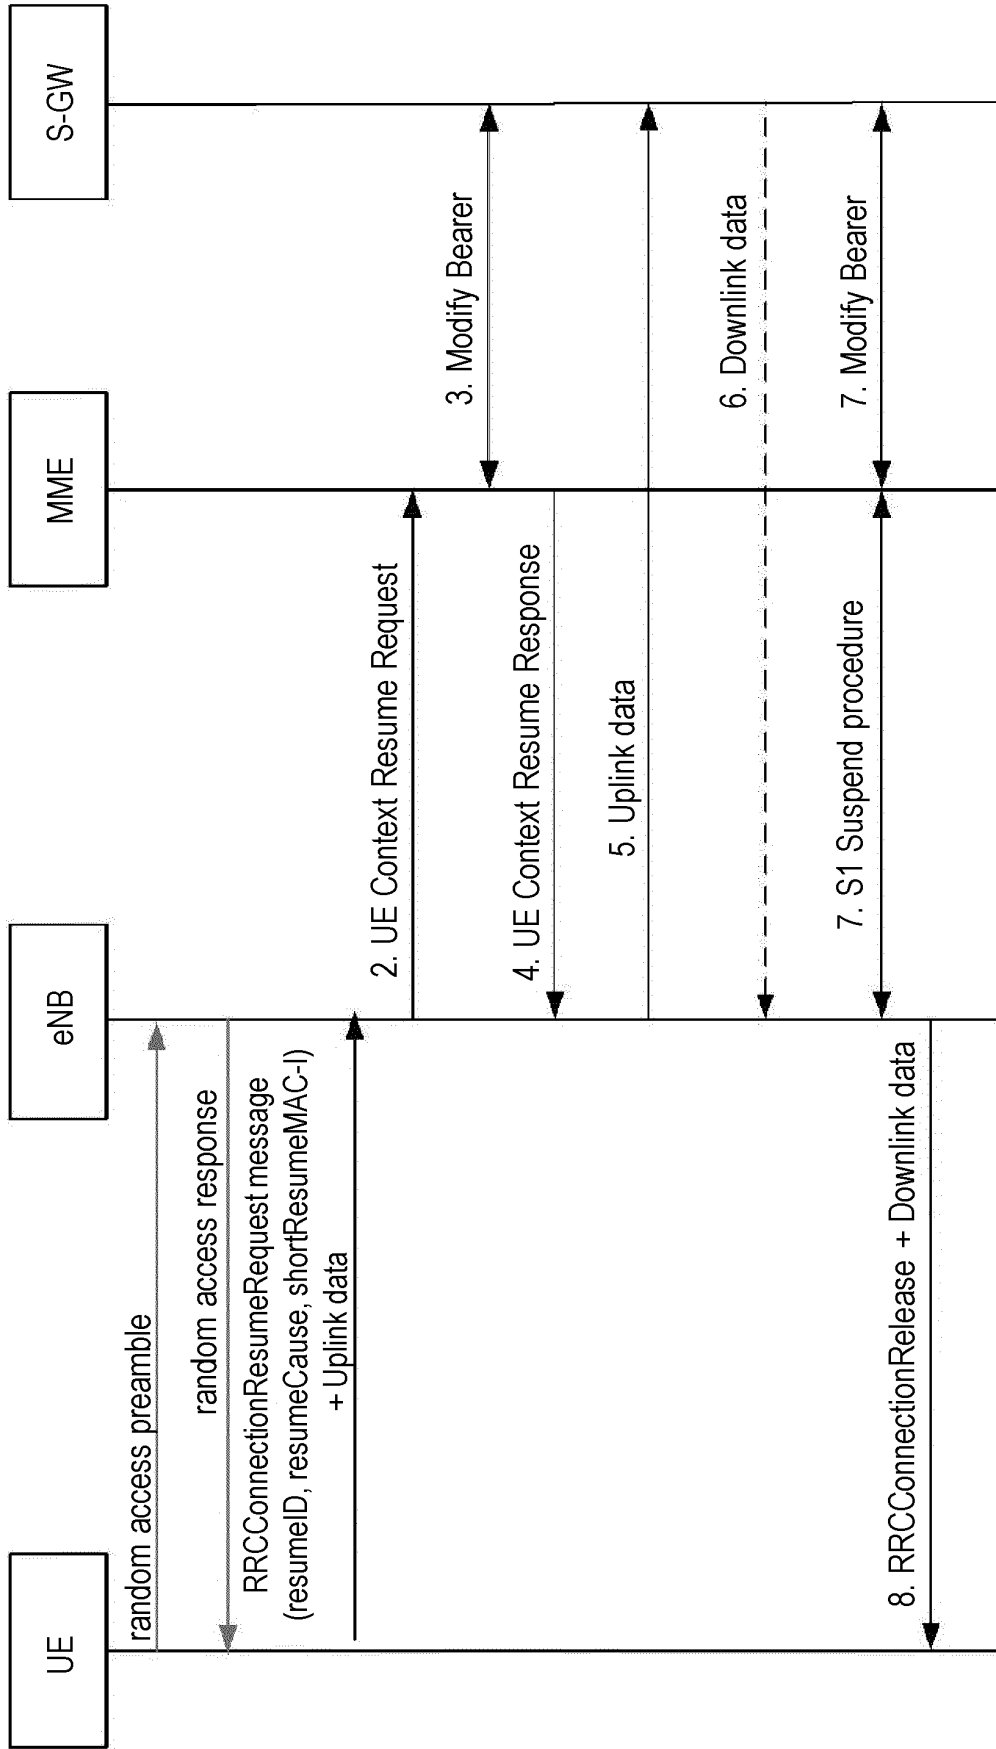 UE
eNB
MME
S-GW
random access preamble
random access response
RRCConnectionResumeRequest message
(resumeID, resumeCause, shortResumeMAC-I)
+ Uplink data
2. UE Context Resume Request
3. Modify Bearer
4. UE Context Resume Response
5. Uplink data
6. Downlink data
7. S1 Suspend procedure
7. Modify Bearer
8. RRCConnectionRelease + Downlink data